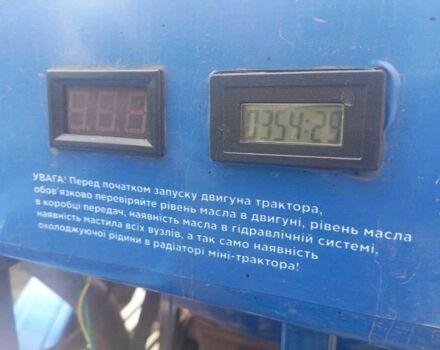 0354:29
УВАГА! Перед початком запуску двигуна трактора,
обов'язково перевіряйте рівень масла в двигуні, рівень масла
в коробці передач, наявність масла в гідравлічній системі,
наявність мастила всіх вузлів, а так само наявність
охолоджуючої рідини в радіаторі міні-трактора!